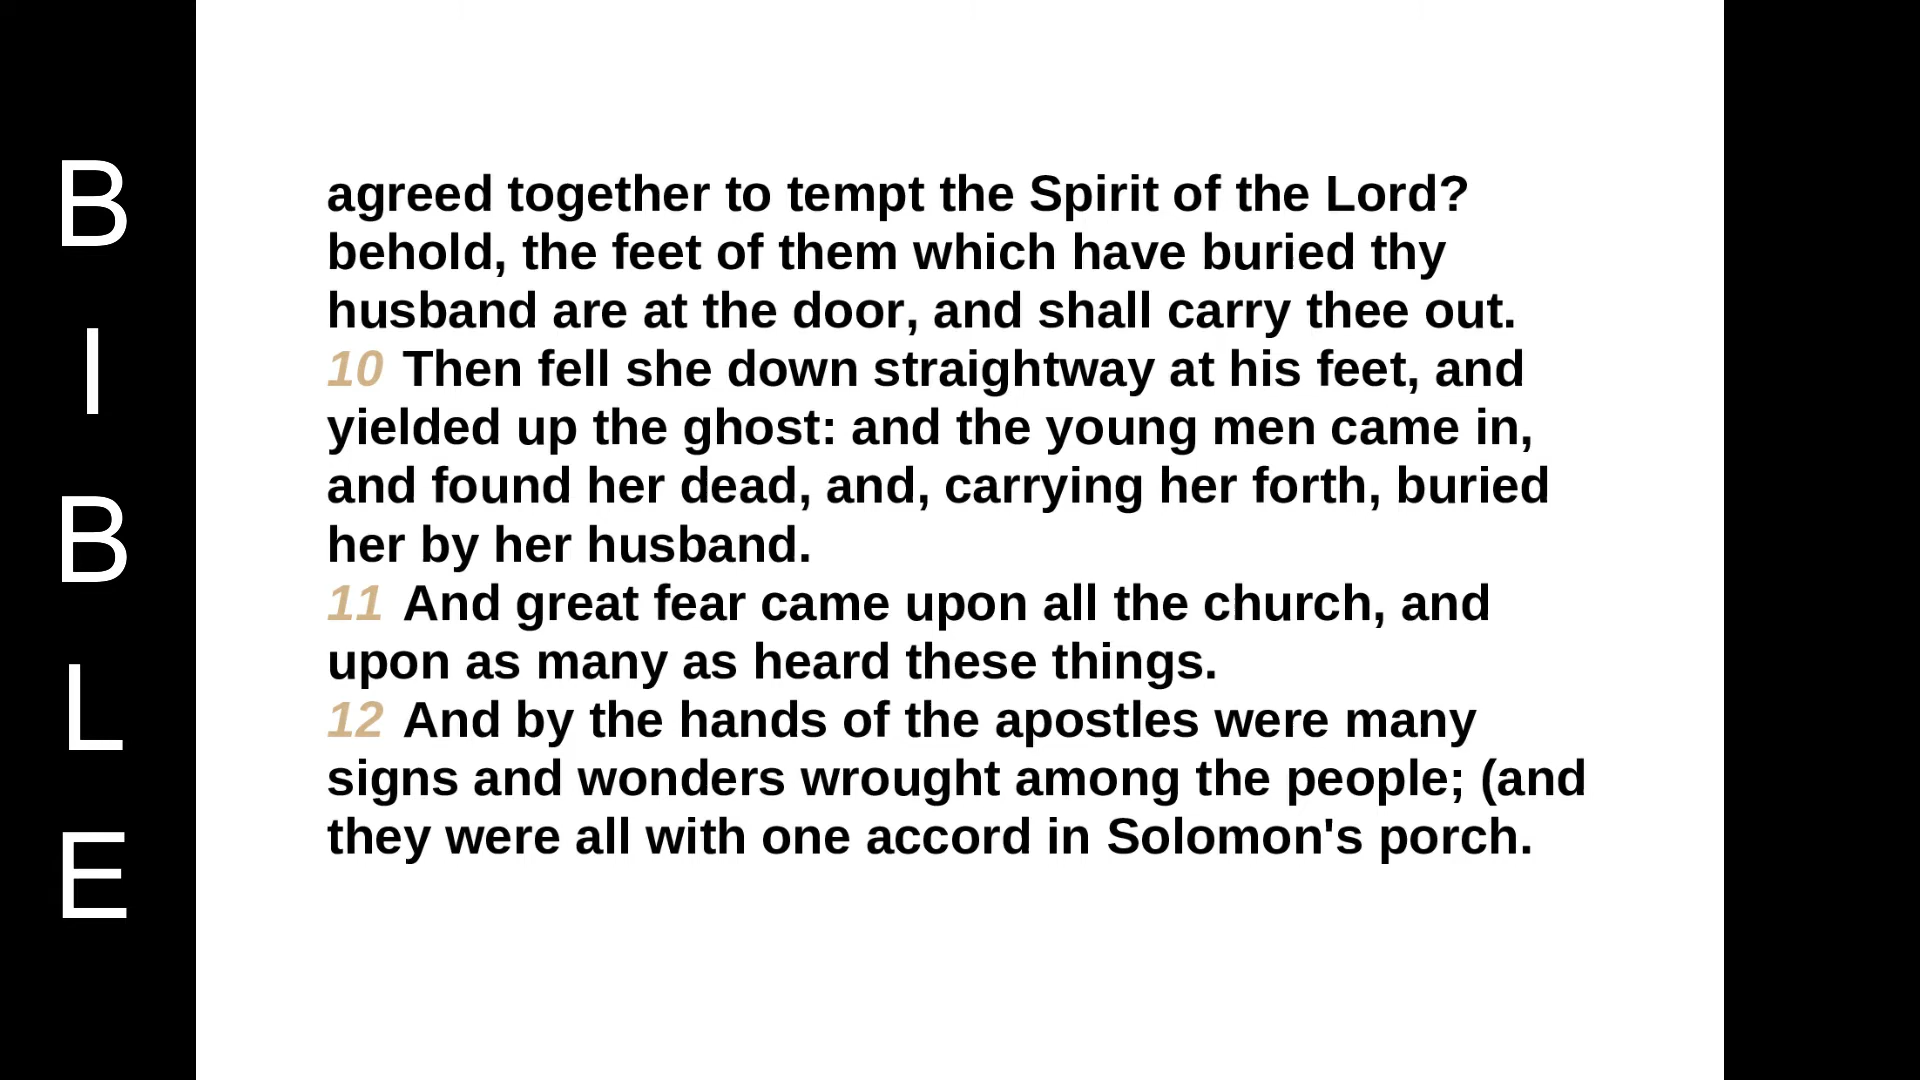 BIBLE
agreed together to tempt the Spirit of the Lord?
behold, the feet of them which have buried thy
husband are at the door, and shall carry thee out.
10 Then fell she down straightway at his feet, and
yielded up the ghost: and the young men came in,
and found her dead, and, carrying her forth, buried
her by her husband.
11 And great fear came upon all the church, and
upon as many as heard these things.
12 And by the hands of the apostles were many
signs and wonders wrought among the people; (and
they were all with one accord in Solomon's porch.